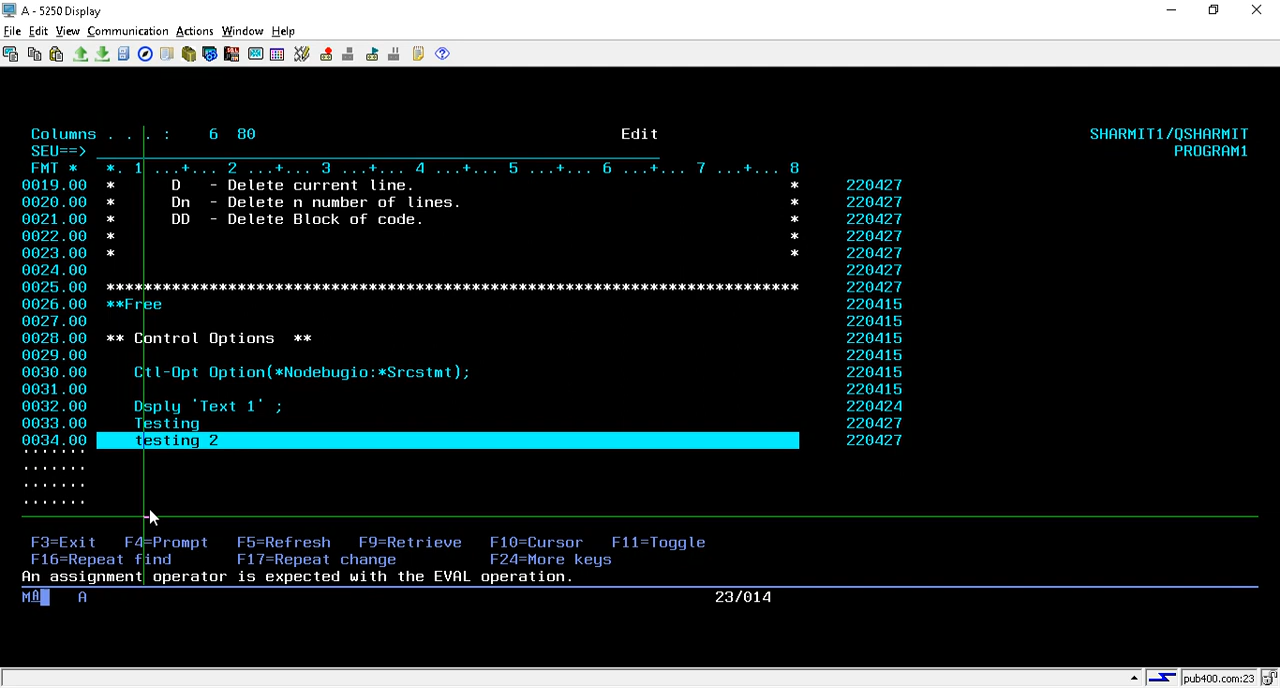 A - 5250 Display
File Edit View Communication Actions Window Help
Columns . . . : 6 80 Edit SHARMIT1/QSHARMIT
SEU==> PROGRAM1
FMT * *. 1 ...+... 2 ...+... 3 ...+... 4 ...+... 5 ...+... 6 ...+... 7 ...+... 8
0019.00 * D - Delete current line. * 220427
0020.00 * Dn - Delete n number of lines. * 220427
0021.00 * DD - Delete Block of code. * 220427
0022.00 * * 220427
0023.00 * * 220427
0024.00 220427
0025.00 ************************************************************************** 220427
0026.00 **Free 220415
0027.00 220415
0028.00 ** Control Options ** 220415
0029.00 220415
0030.00 Ctl-Opt Option(*Nodebugio:*Srcstmt); 220415
0031.00 220415
0032.00 Dsply 'Text 1' ; 220424
0033.00 Testing 220427
0034.00 testing 2 220427
.......
.......
.......
.......
F3=Exit F4=Prompt F5=Refresh F9=Retrieve F10=Cursor F11=Toggle
F16=Repeat find F17=Repeat change F24=More keys
An assignment operator is expected with the EVAL operation.
MA A 23/014
pub400.com:23